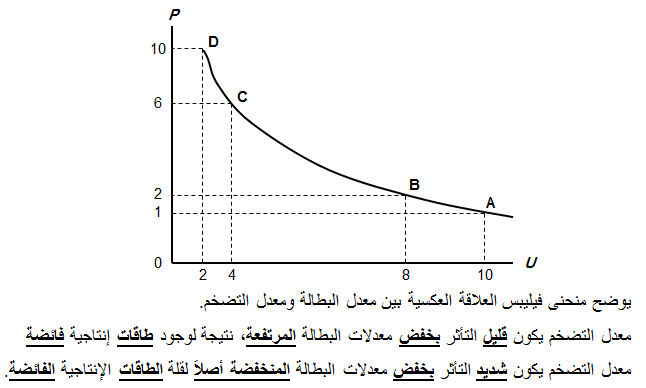 P
10
D
6
C
2
B
1
A
0
U
2 4 8 10
يوضح منحنى فيليبس العلاقة العكسية بين معدل البطالة ومعدل التضخم.
معدل التضخم يكون قليل التأثر بخفض معدلات البطالة المرتفعة، نتيجة لوجود طاقات إنتاجية فائضة
معدل التضخم يكون شديد التأثر بخفض معدلات البطالة المنخفضة أصلاً لقلة الطاقات الإنتاجية الفائضة.